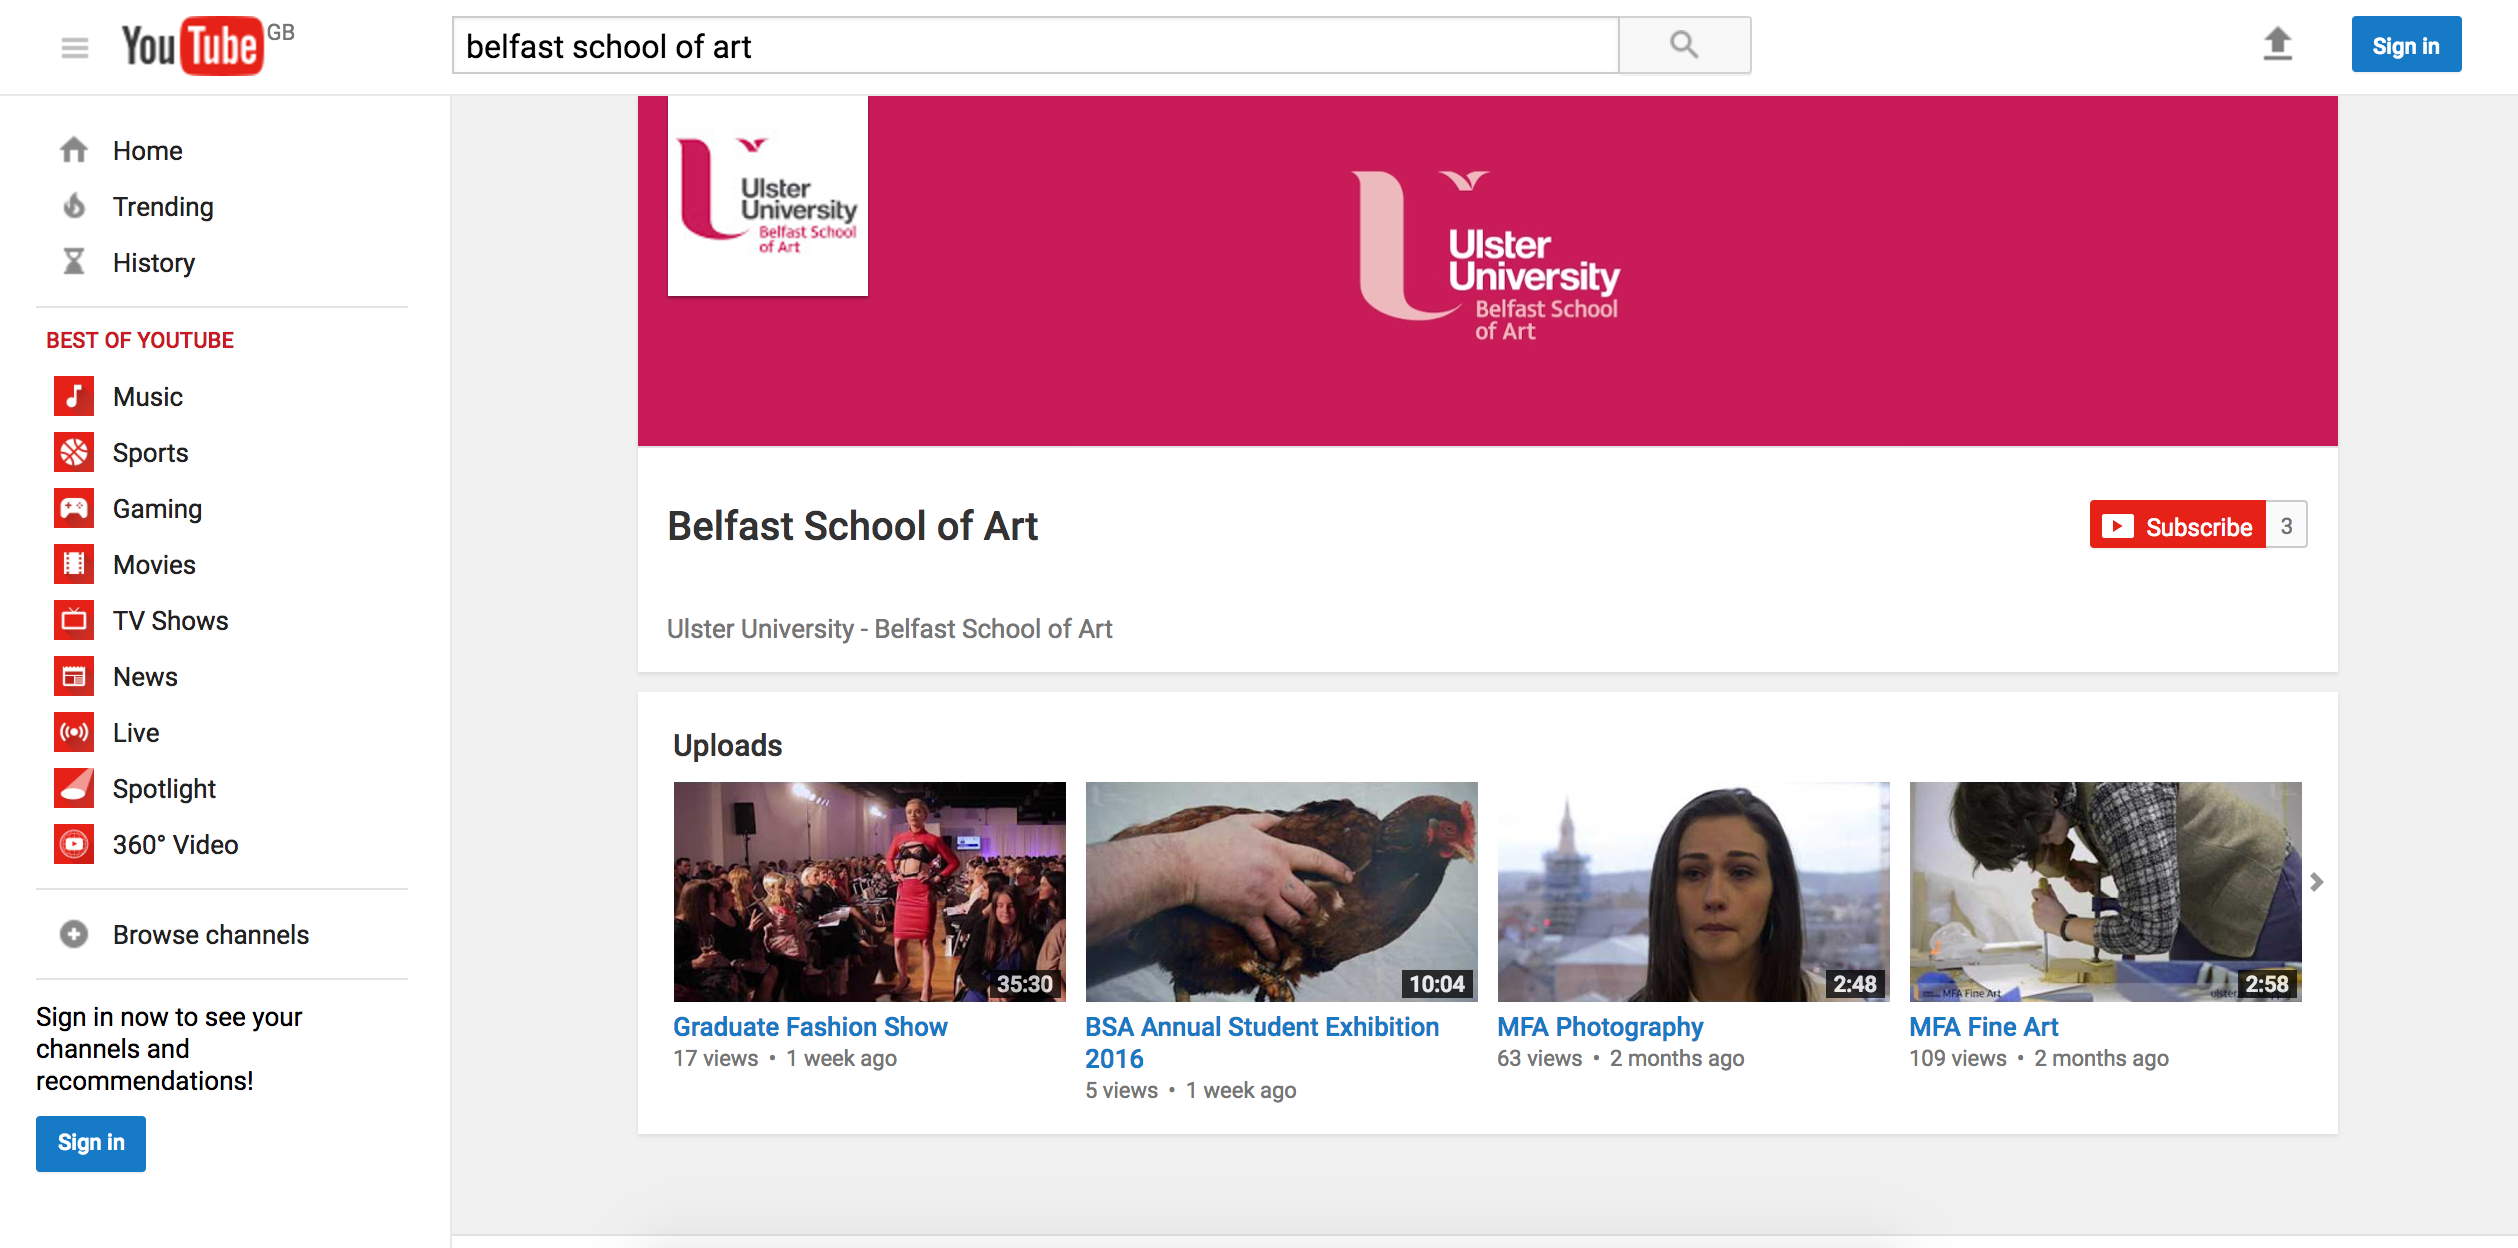 YouTube GB
belfast school of art
Sign in
Home
Trending
History
BEST OF YOUTUBE
Music
Sports
Gaming
Movies
TV Shows
News
Live
Spotlight
360° Video
Browse channels
Sign in now to see your
channels and
recommendations!
Sign in
Ulster
University
Belfast School
of Art
Ulster
University
Belfast School
of Art
Belfast School of Art
Subscribe 3
Ulster University - Belfast School of Art
Uploads
35:30
Graduate Fashion Show
17 views • 1 week ago
10:04
BSA Annual Student Exhibition
2016
5 views • 1 week ago
2:48
MFA Photography
63 views • 2 months ago
MFA Fine Art
2:58
MFA Fine Art
109 views • 2 months ago